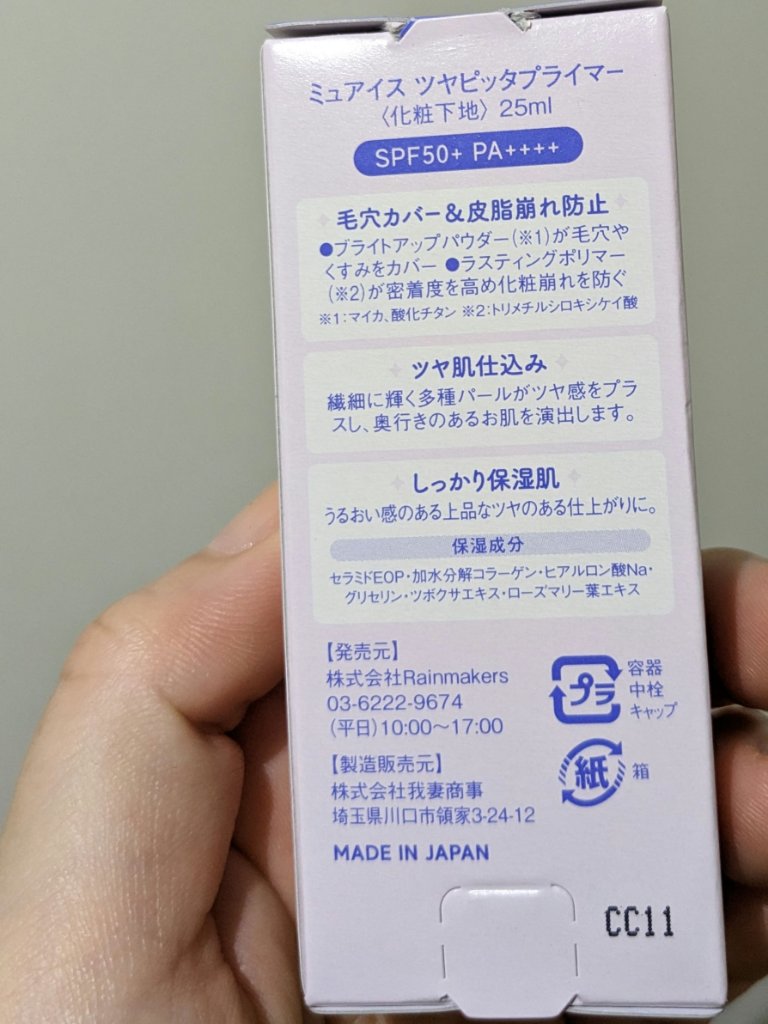 ミュアイス ツヤピッタプライマー
〈化粧下地〉 25ml
SPF50+ PA++++
毛穴カバー＆皮脂崩れ防止
●ブライトアップパウダー(※1)が毛穴や
くすみをカバー ●ラスティングポリマー
(※2)が密着度を高め化粧崩れを防ぐ
※1：マイカ、酸化チタン ※2：トリメチルシロキシケイ酸
ツヤ肌仕込み
繊細に輝く多種パールがツヤ感をプラ
スし、奥行きのあるお肌を演出します。
しっかり保湿肌
うるおい感のある上品なツヤのある仕上がりに。
保湿成分
セラミドEOP・加水分解コラーゲン・ヒアルロン酸Na・
グリセリン・ツボクサエキス・ローズマリー葉エキス
【発売元】
株式会社Rainmakers
03-6222-9674
(平日)10:00～17:00
【製造販売元】
株式会社我妻商事
埼玉県川口市領家3-24-12
MADE IN JAPAN
プラ
容器
中栓
キャップ
紙
箱
CC11